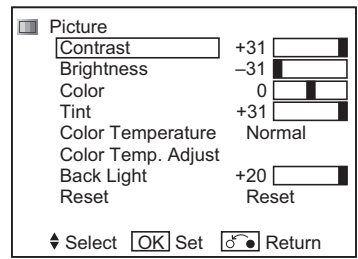 Picture
Contrast +31
Brightness –31
Color 0
Tint +31
Color Temperature Normal
Color Temp. Adjust
Back Light +20
Reset Reset
Select OK Set Return